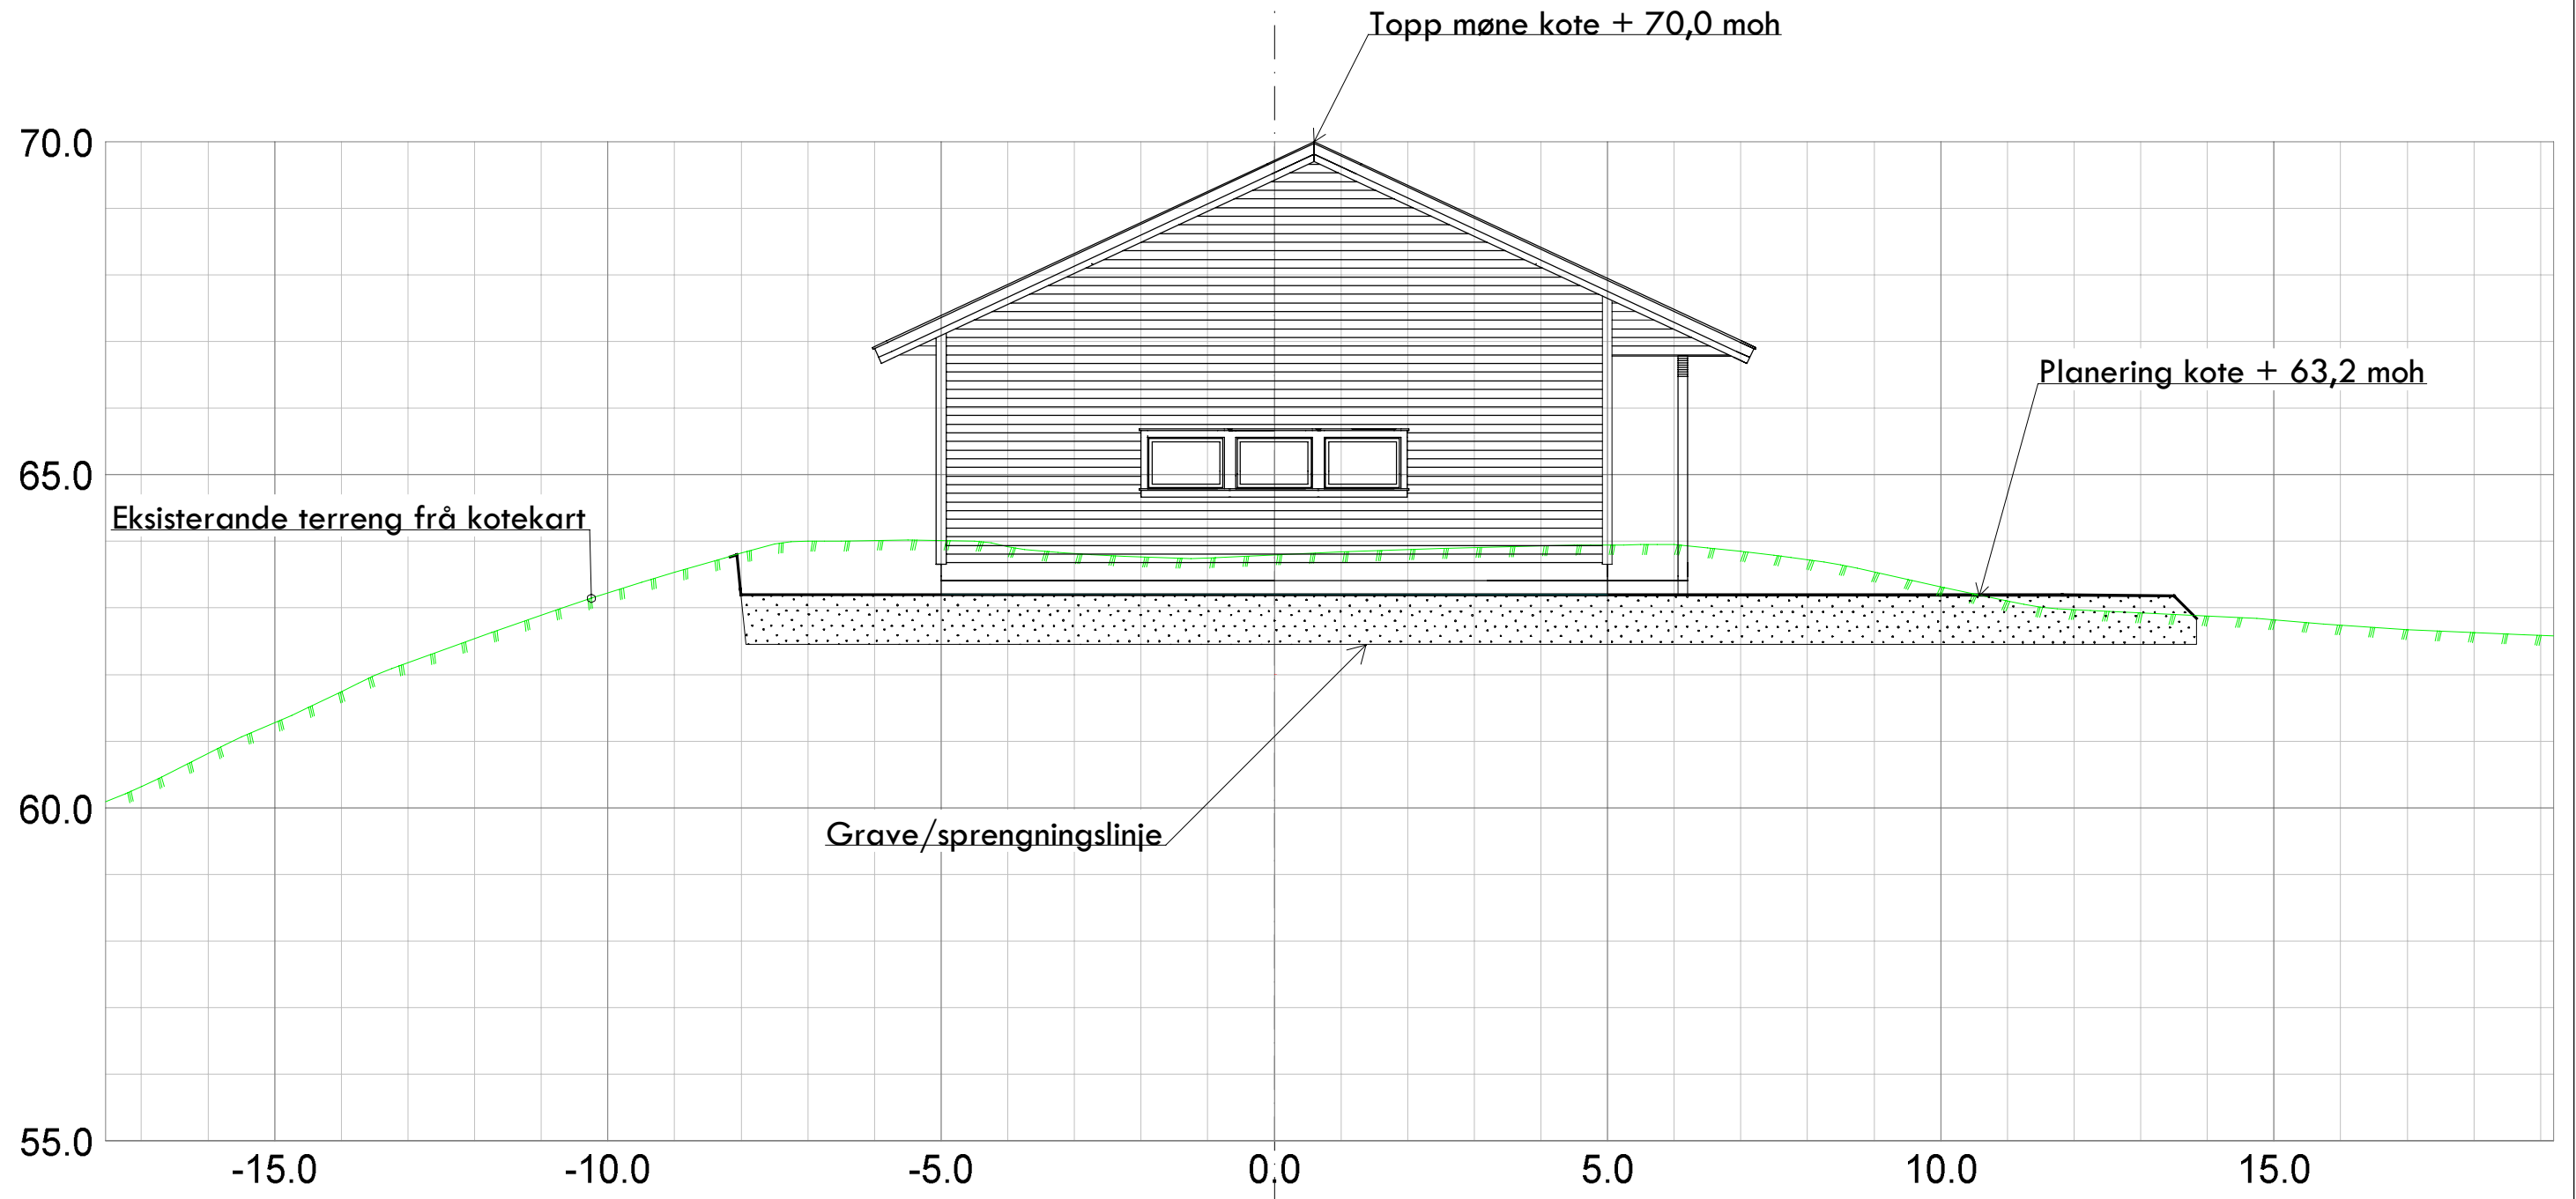 Topp møne kote + 70,0 moh
70.0
Planering kote + 63,2 moh
65.0
Eksisterande terreng frå kotekart
60.0
Grave/sprengningslinje
55.0
-15.0 -10.0 -5.0 0.0 5.0 10.0 15.0